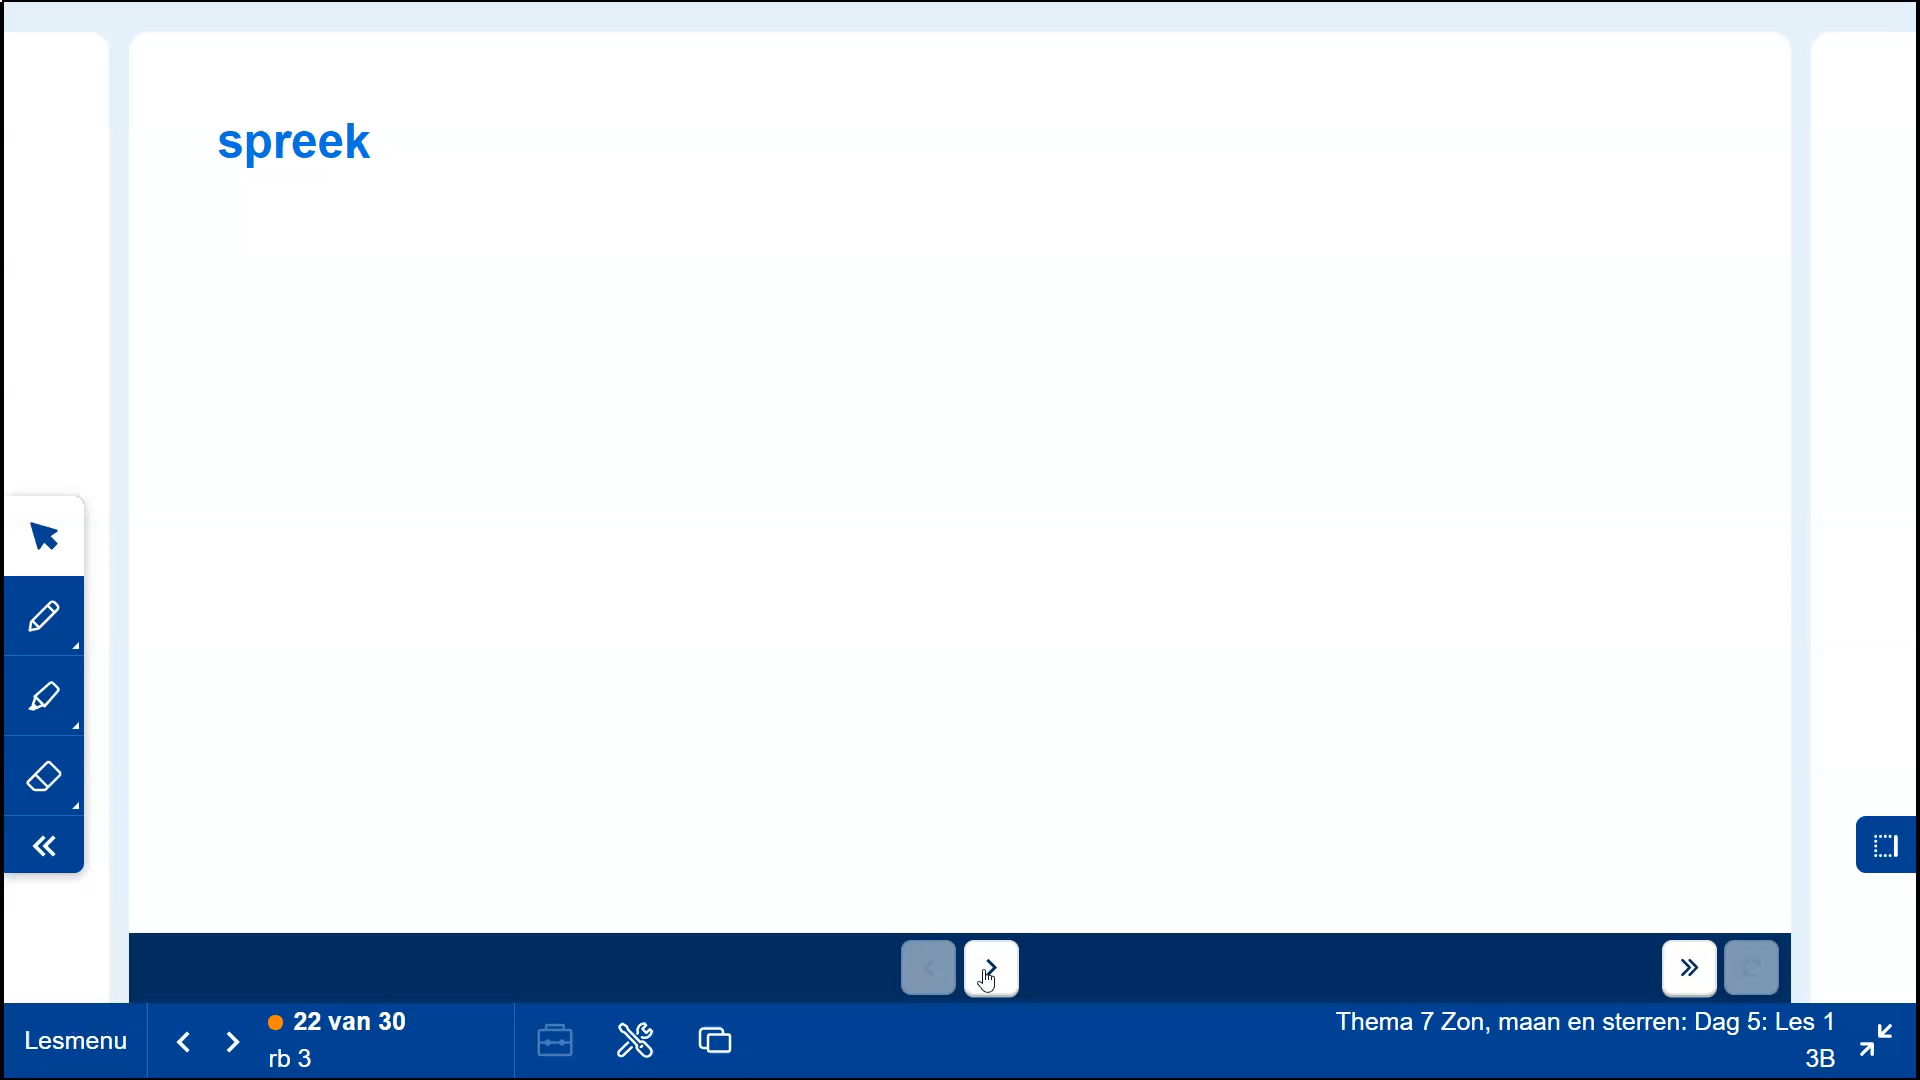 spreek
Lesmenu
22 van 30
rb 3
Thema 7 Zon, maan en sterren: Dag 5: Les 1
3B